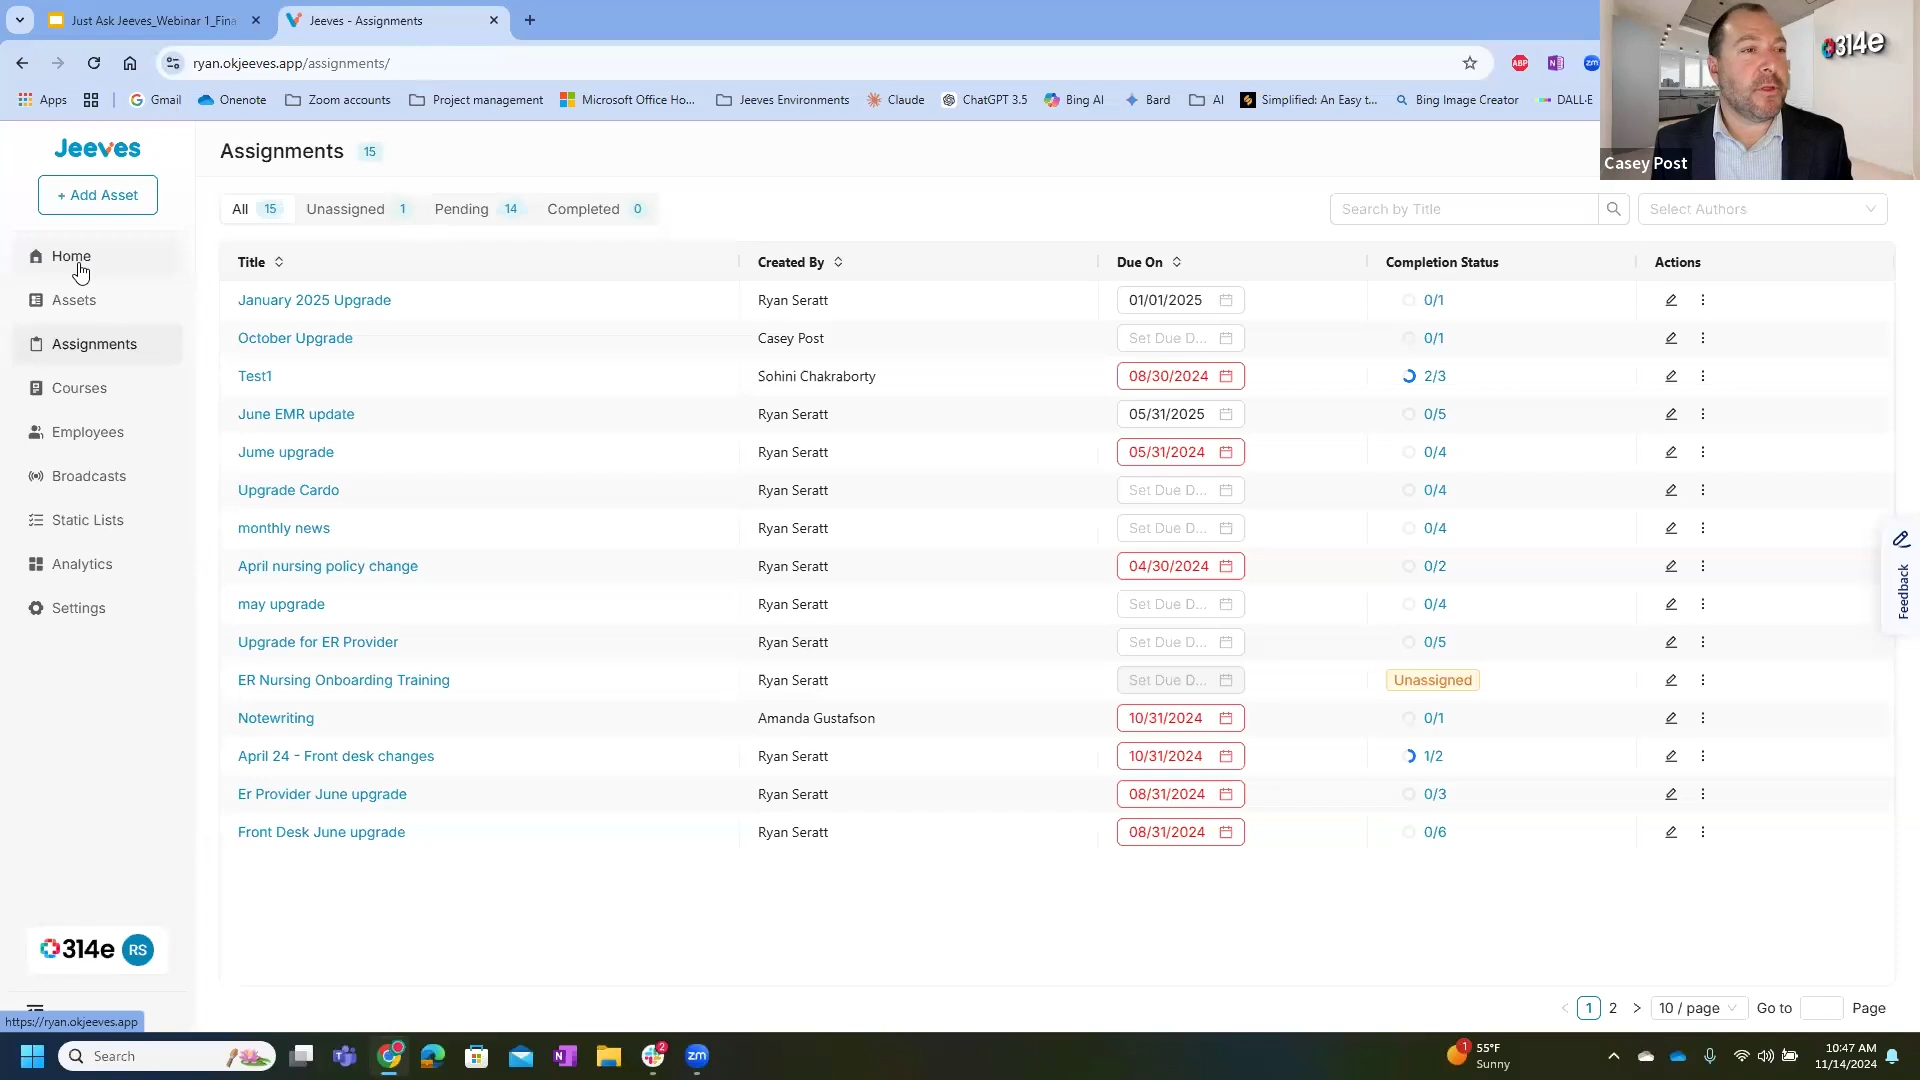 Just Ask Jeeves_Webinar 1_Fina
Jeeves - Assignments
ryan.okjeeves.app/assignments/
ABP
zm
Apps
Gmail
Onenote
Zoom accounts
Project management
Microsoft Office Ho...
Jeeves Environments
Claude
ChatGPT 3.5
Bing AI
Bard
AI
Simplified: An Easy t...
Bing Image Creator
DALL·E
314e
Casey Post
Jeeves
+ Add Asset
Home
Assets
Assignments
Courses
Employees
Broadcasts
Static Lists
Analytics
Settings
314e RS
https://ryan.okjeeves.app
Assignments 15
All 15 Unassigned 1 Pending 14 Completed 0
Search by Title
Select Authors
Title Created By Due On Completion Status Actions
January 2025 Upgrade Ryan Seratt 01/01/2025 0/1
October Upgrade Casey Post Set Due D... 0/1
Test1 Sohini Chakraborty 08/30/2024 2/3
June EMR update Ryan Seratt 05/31/2025 0/5
Jume upgrade Ryan Seratt 05/31/2024 0/4
Upgrade Cardo Ryan Seratt Set Due D... 0/4
monthly news Ryan Seratt Set Due D... 0/4
April nursing policy change Ryan Seratt 04/30/2024 0/2
may upgrade Ryan Seratt Set Due D... 0/4
Upgrade for ER Provider Ryan Seratt Set Due D... 0/5
ER Nursing Onboarding Training Ryan Seratt Set Due D... Unassigned
Notewriting Amanda Gustafson 10/31/2024 0/1
April 24 - Front desk changes Ryan Seratt 10/31/2024 1/2
Er Provider June upgrade Ryan Seratt 08/31/2024 0/3
Front Desk June upgrade Ryan Seratt 08/31/2024 0/6
Feedback
1 2 10 / page Go to Page
Search
2
zm
1
55°F
Sunny
10:47 AM
11/14/2024